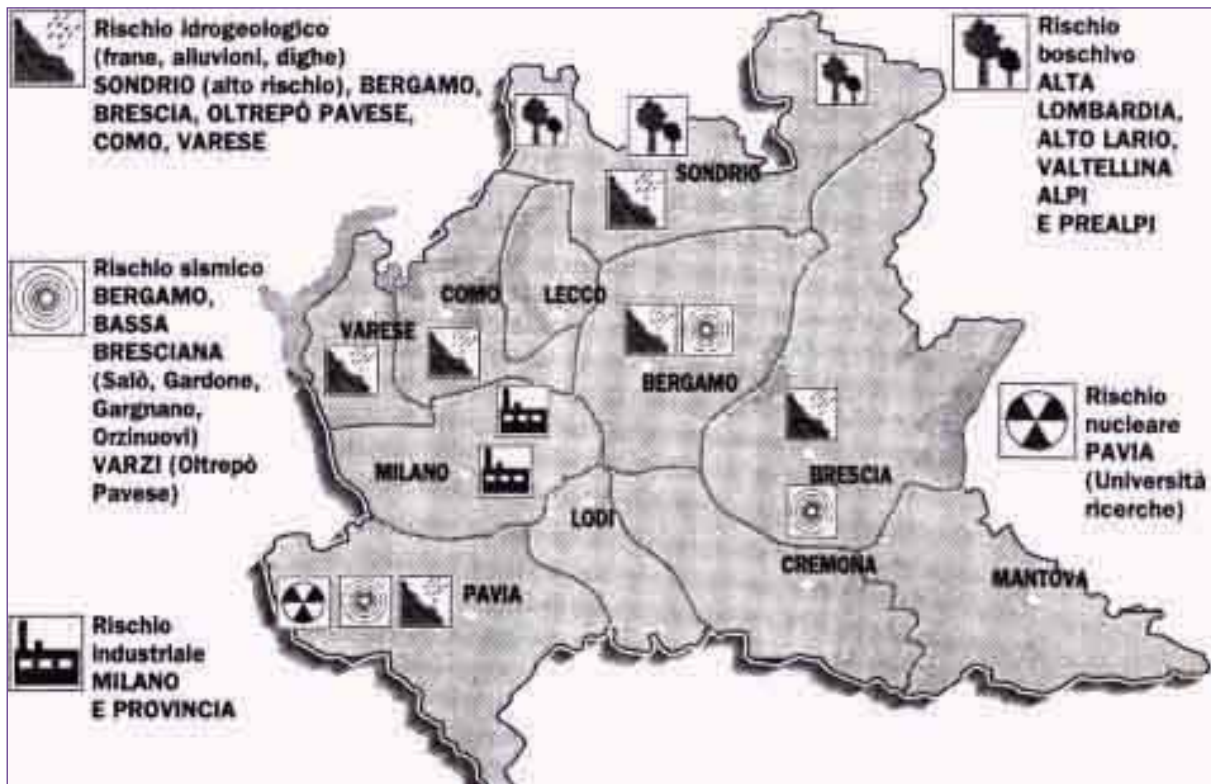 Rischio idrogeologico
(frane, alluvioni, dighe)
SONDRIO (alto rischio), BERGAMO,
BRESCIA, OLTREPÒ PAVESE,
COMO, VARESE
Rischio
boschivo
ALTA
LOMBARDIA,
ALTO LARIO,
VALTELLINA
ALPI
E PREALPI
Rischio sismico
BERGAMO,
BASSA
BRESCIANA
(Salò, Gardone,
Gargnano,
Orzinuovi)
VARZI (Oltrepò
Pavese)
Rischio
nucleare
PAVIA
(Università
ricerche)
Rischio
industriale
MILANO
E PROVINCIA
SONDRIO
COMO
LECCO
VARESE
BERGAMO
MILANO
BRESCIA
LODI
CREMONA
MANTOVA
PAVIA